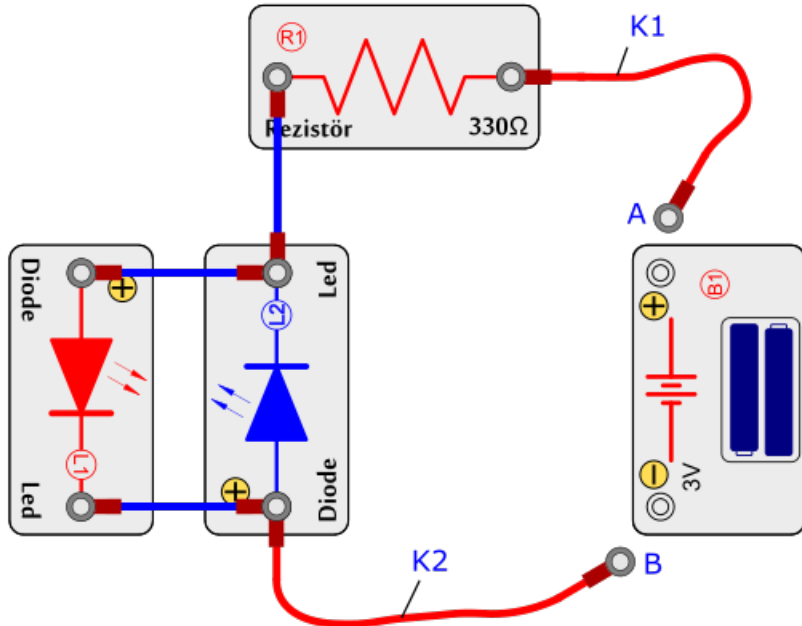 R1
K1
Rezistör
330Ω
A
Diode
+
Led
L2
B1
+
L1
Led
+
Diode
−
3V
K2
B